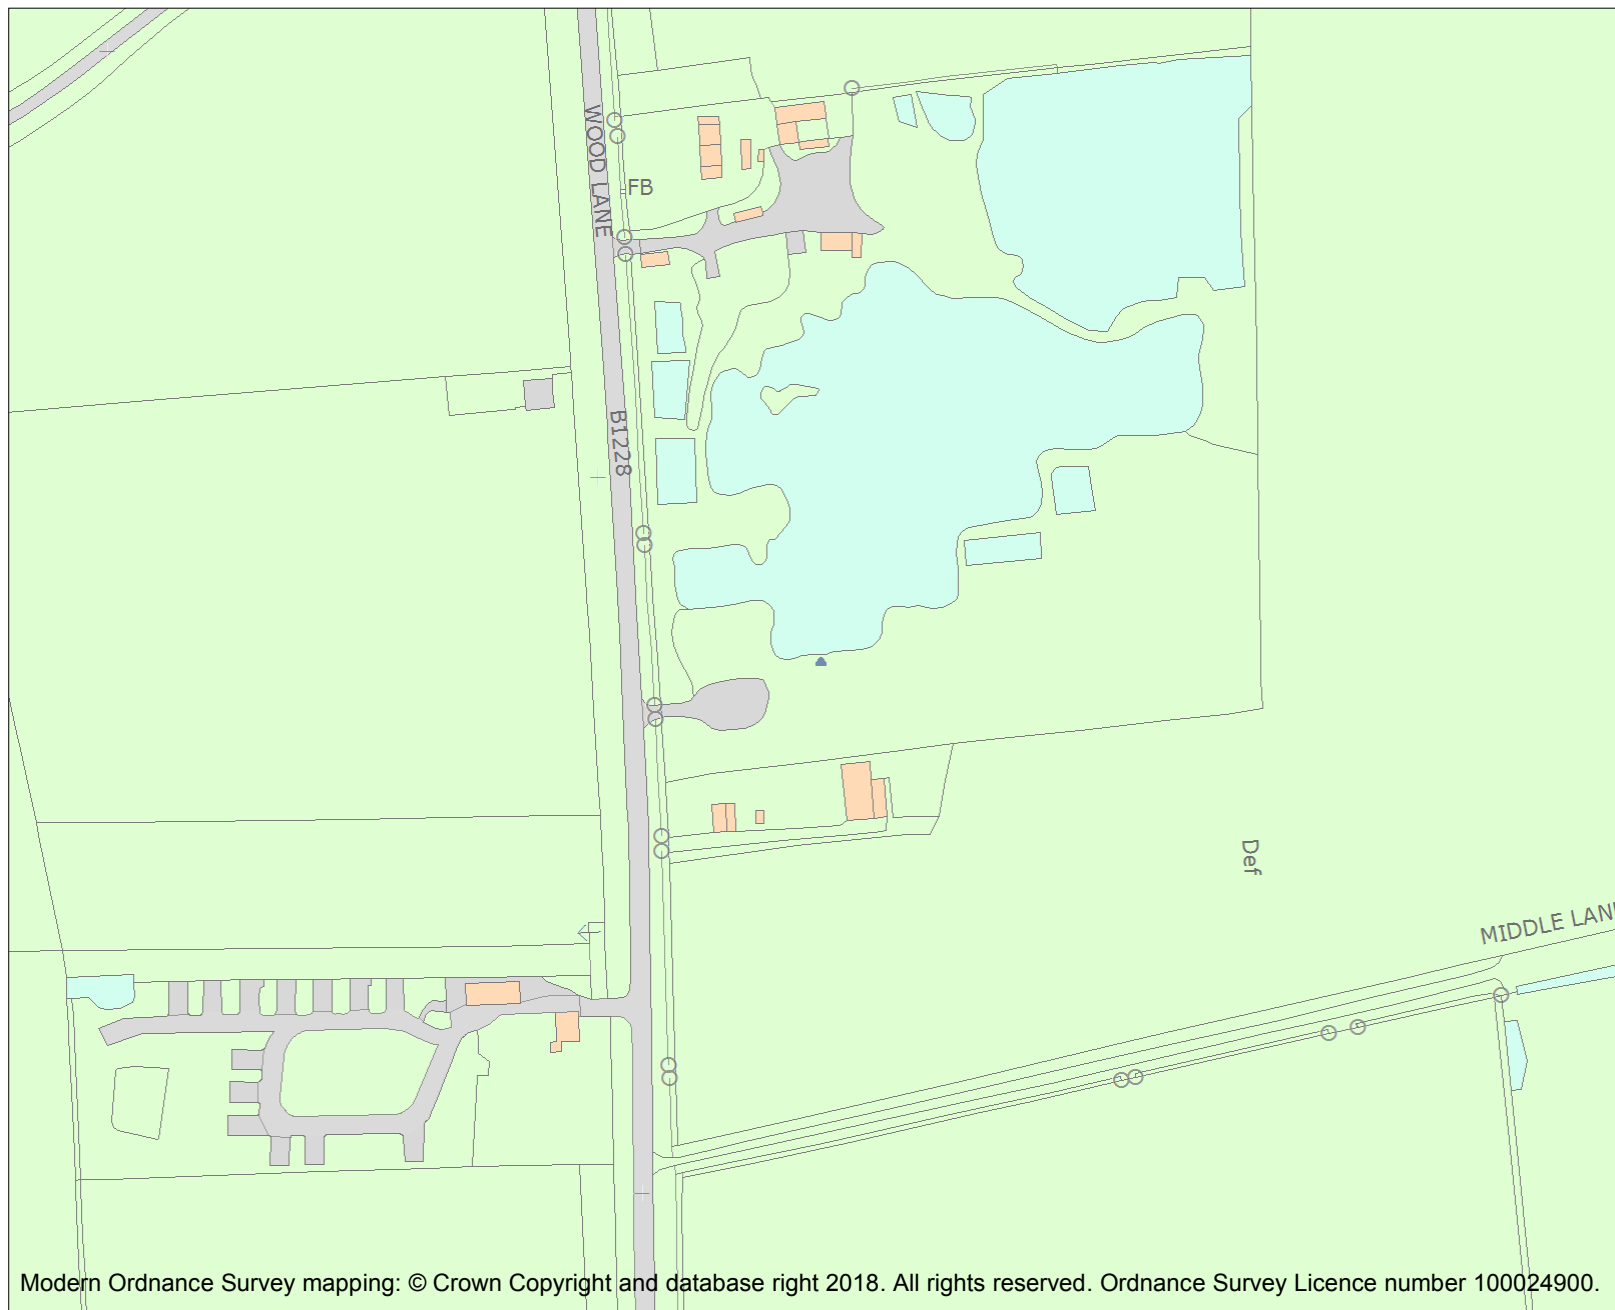 WOOD LANE
FB
B1228
Def
MIDDLE LAN
Modern Ordnance Survey mapping: © Crown Copyright and database right 2018. All rights reserved. Ordnance Survey Licence number 100024900.